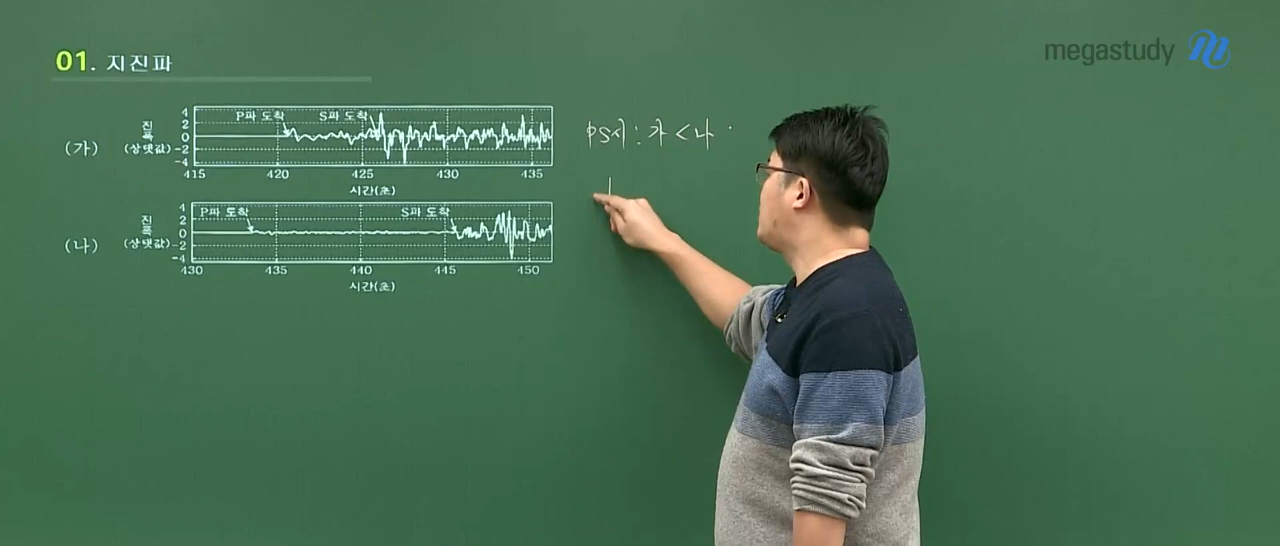 01. 지진파
megastudy
(가)
진폭(상댓값)
4
2
0
-2
-4
P파 도착
S파 도착
415 420 425 430 435
시간(초)
PS시 : 가 < 나
(나)
진폭(상댓값)
4
2
0
-2
-4
P파 도착
S파 도착
430 435 440 445 450
시간(초)